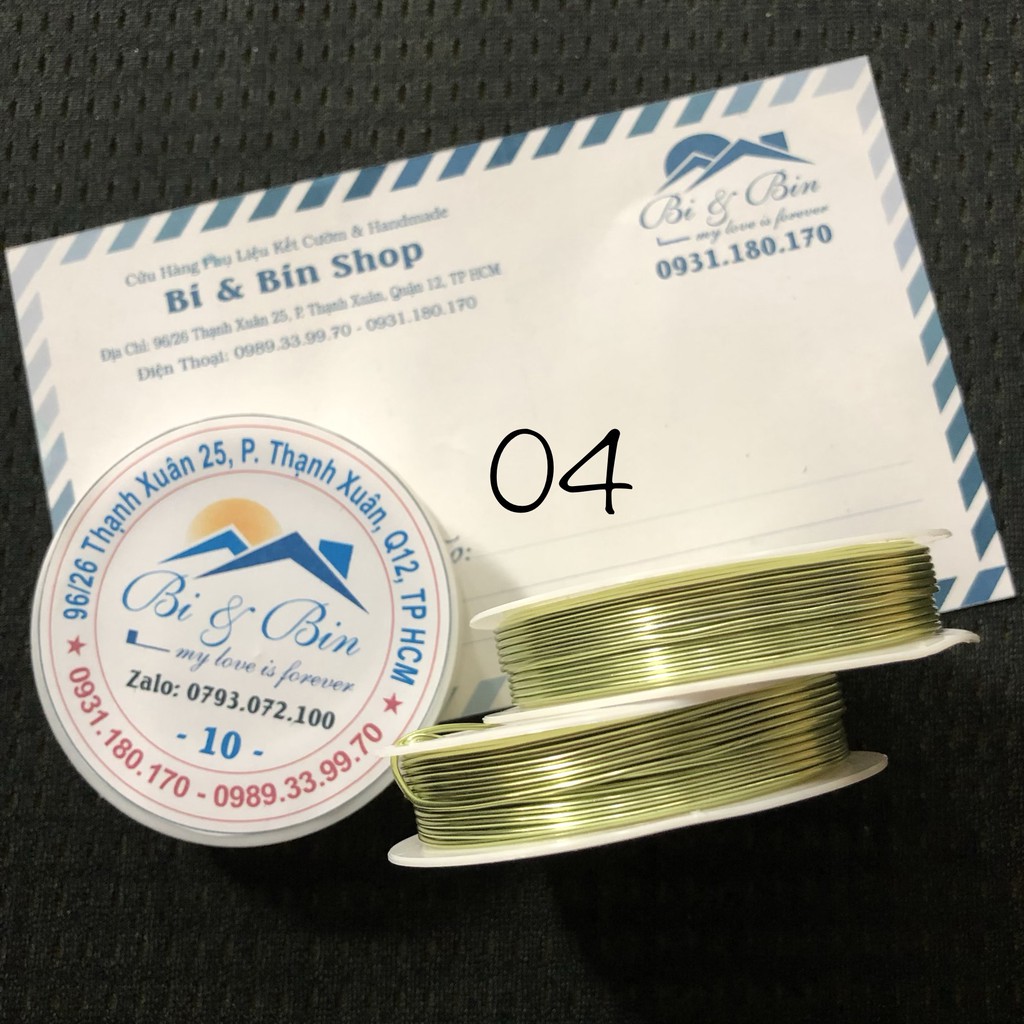 Cửa Hàng Phụ Liệu Kết Cườm & Handmade
Bi & Bin Shop
Địa Chỉ: 96/26 Thạnh Xuân 25, P. Thạnh Xuân, Quận 12, TP HCM
Điện Thoại: 0989.33.99.70 - 0931.180.170
Bi & Bin
my love is forever
0931.180.170
04
96/26 Thạnh Xuân 25, P. Thạnh Xuân, Q12, TP HCM
Bi & Bin
my love is forever
Zalo: 0793.072.100
- 10 -
0931.180.170 - 0989.33.99.70